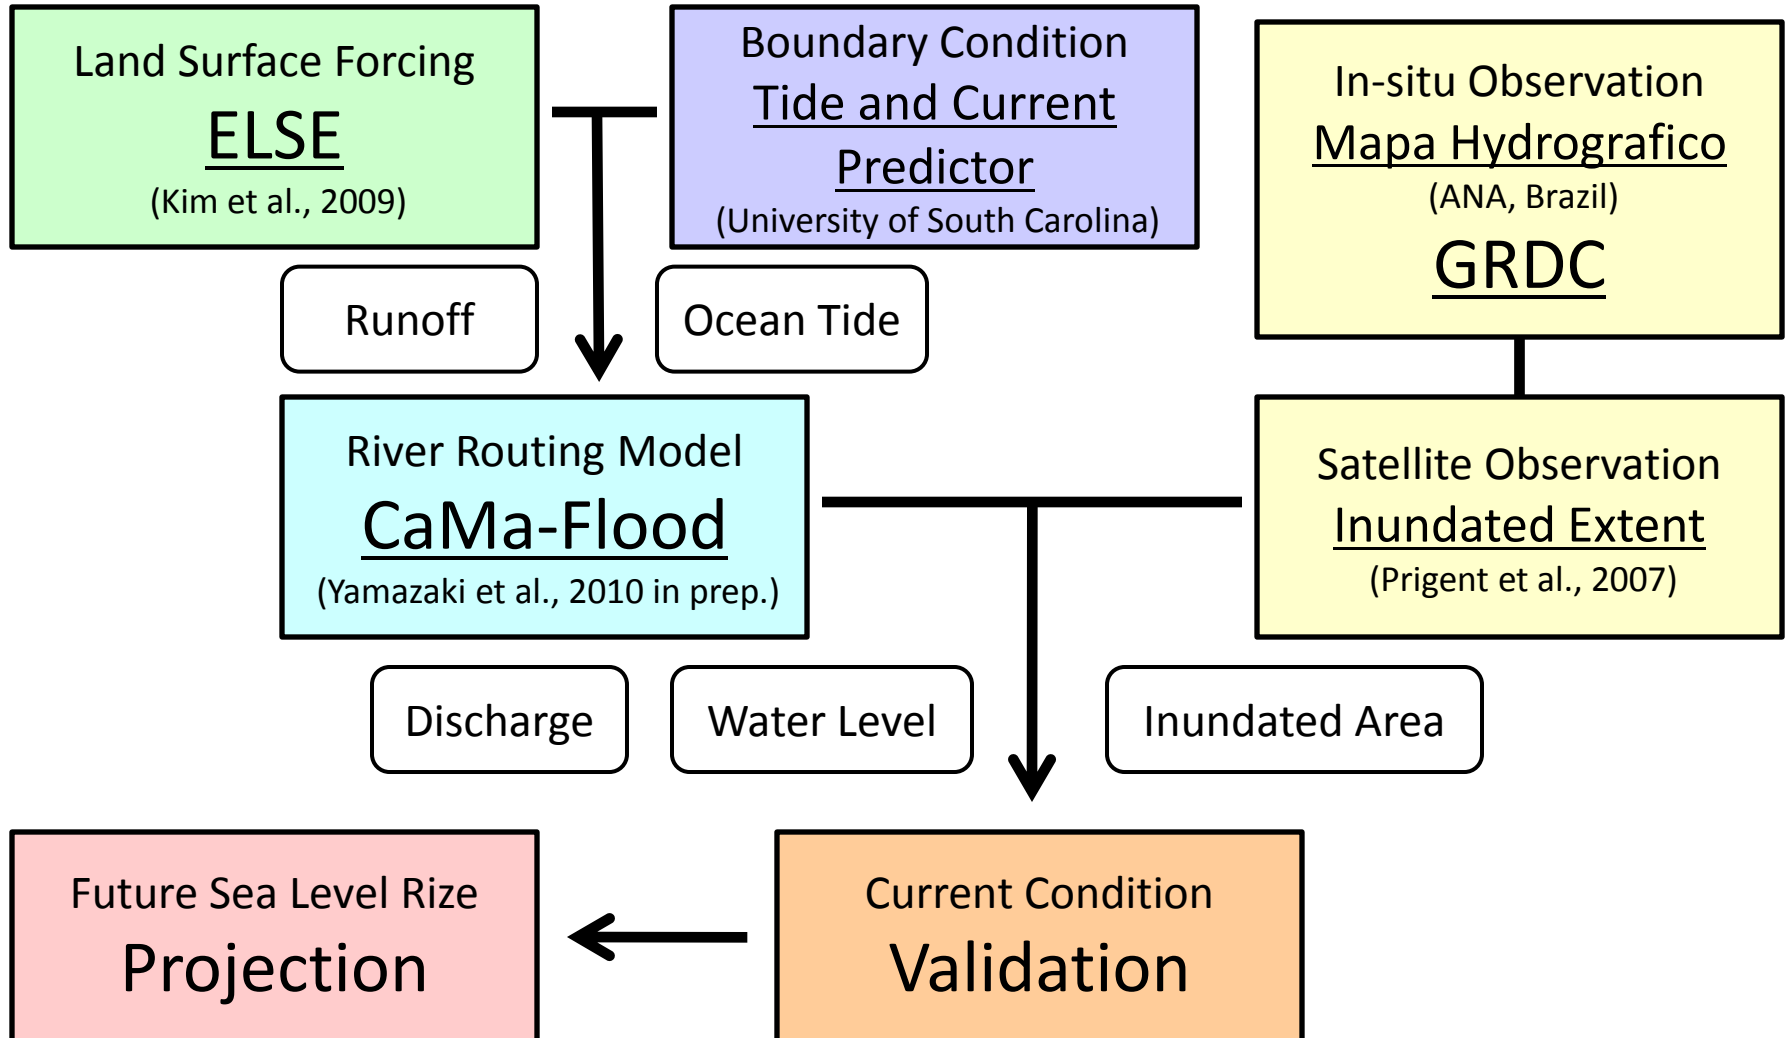 Land Surface Forcing
ELSE
(Kim et al., 2009)
Boundary Condition
Tide and Current
Predictor
(University of South Carolina)
In-situ Observation
Mapa Hydrografico
(ANA, Brazil)
GRDC
Runoff
Ocean Tide
River Routing Model
CaMa-Flood
(Yamazaki et al., 2010 in prep.)
Satellite Observation
Inundated Extent
(Prigent et al., 2007)
Discharge
Water Level
Inundated Area
Future Sea Level Rize
Projection
Current Condition
Validation